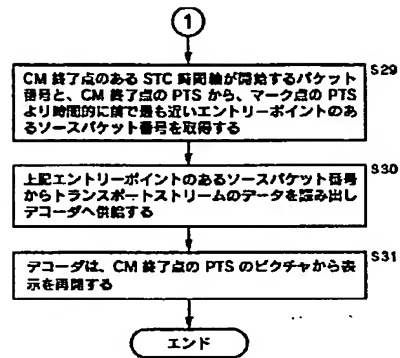 1
S29
CM 終了点のある STC 時間軸が開始するパケット
番号と、CM 終了点の PTS から、マーク点の PTS
より時間的に前で最も近いエントリーポイントのあ
るソースパケット番号を取得する
S30
上記エントリーポイントのあるソースパケット番号
からトランスポートストリームのデータを読み出し
デコーダへ供給する
S31
デコーダは、CM 終了点の PTS のピクチャから表
示を再開する
エンド